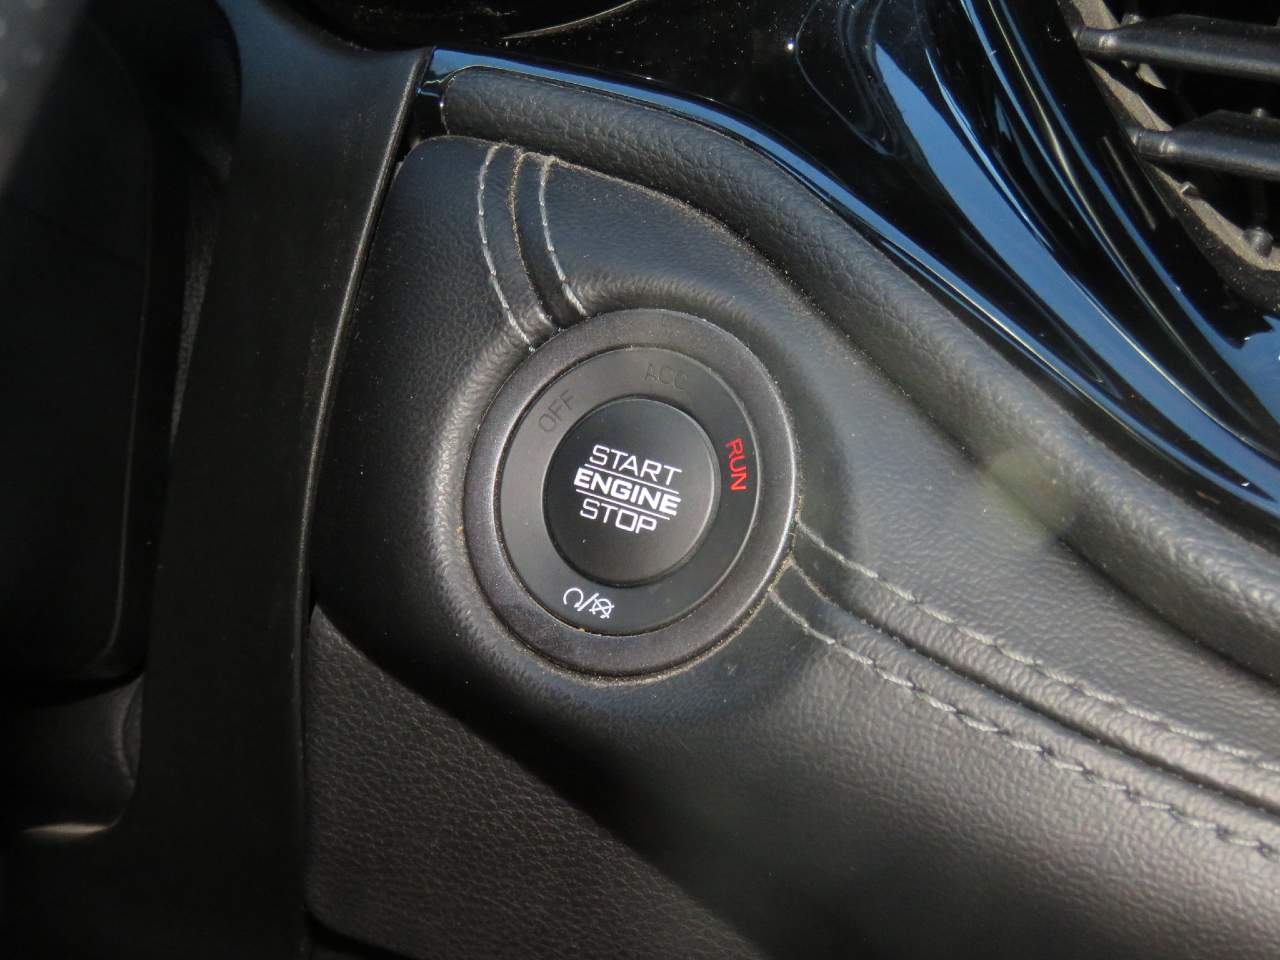 OFF
ACC
RUN
START
ENGINE
STOP